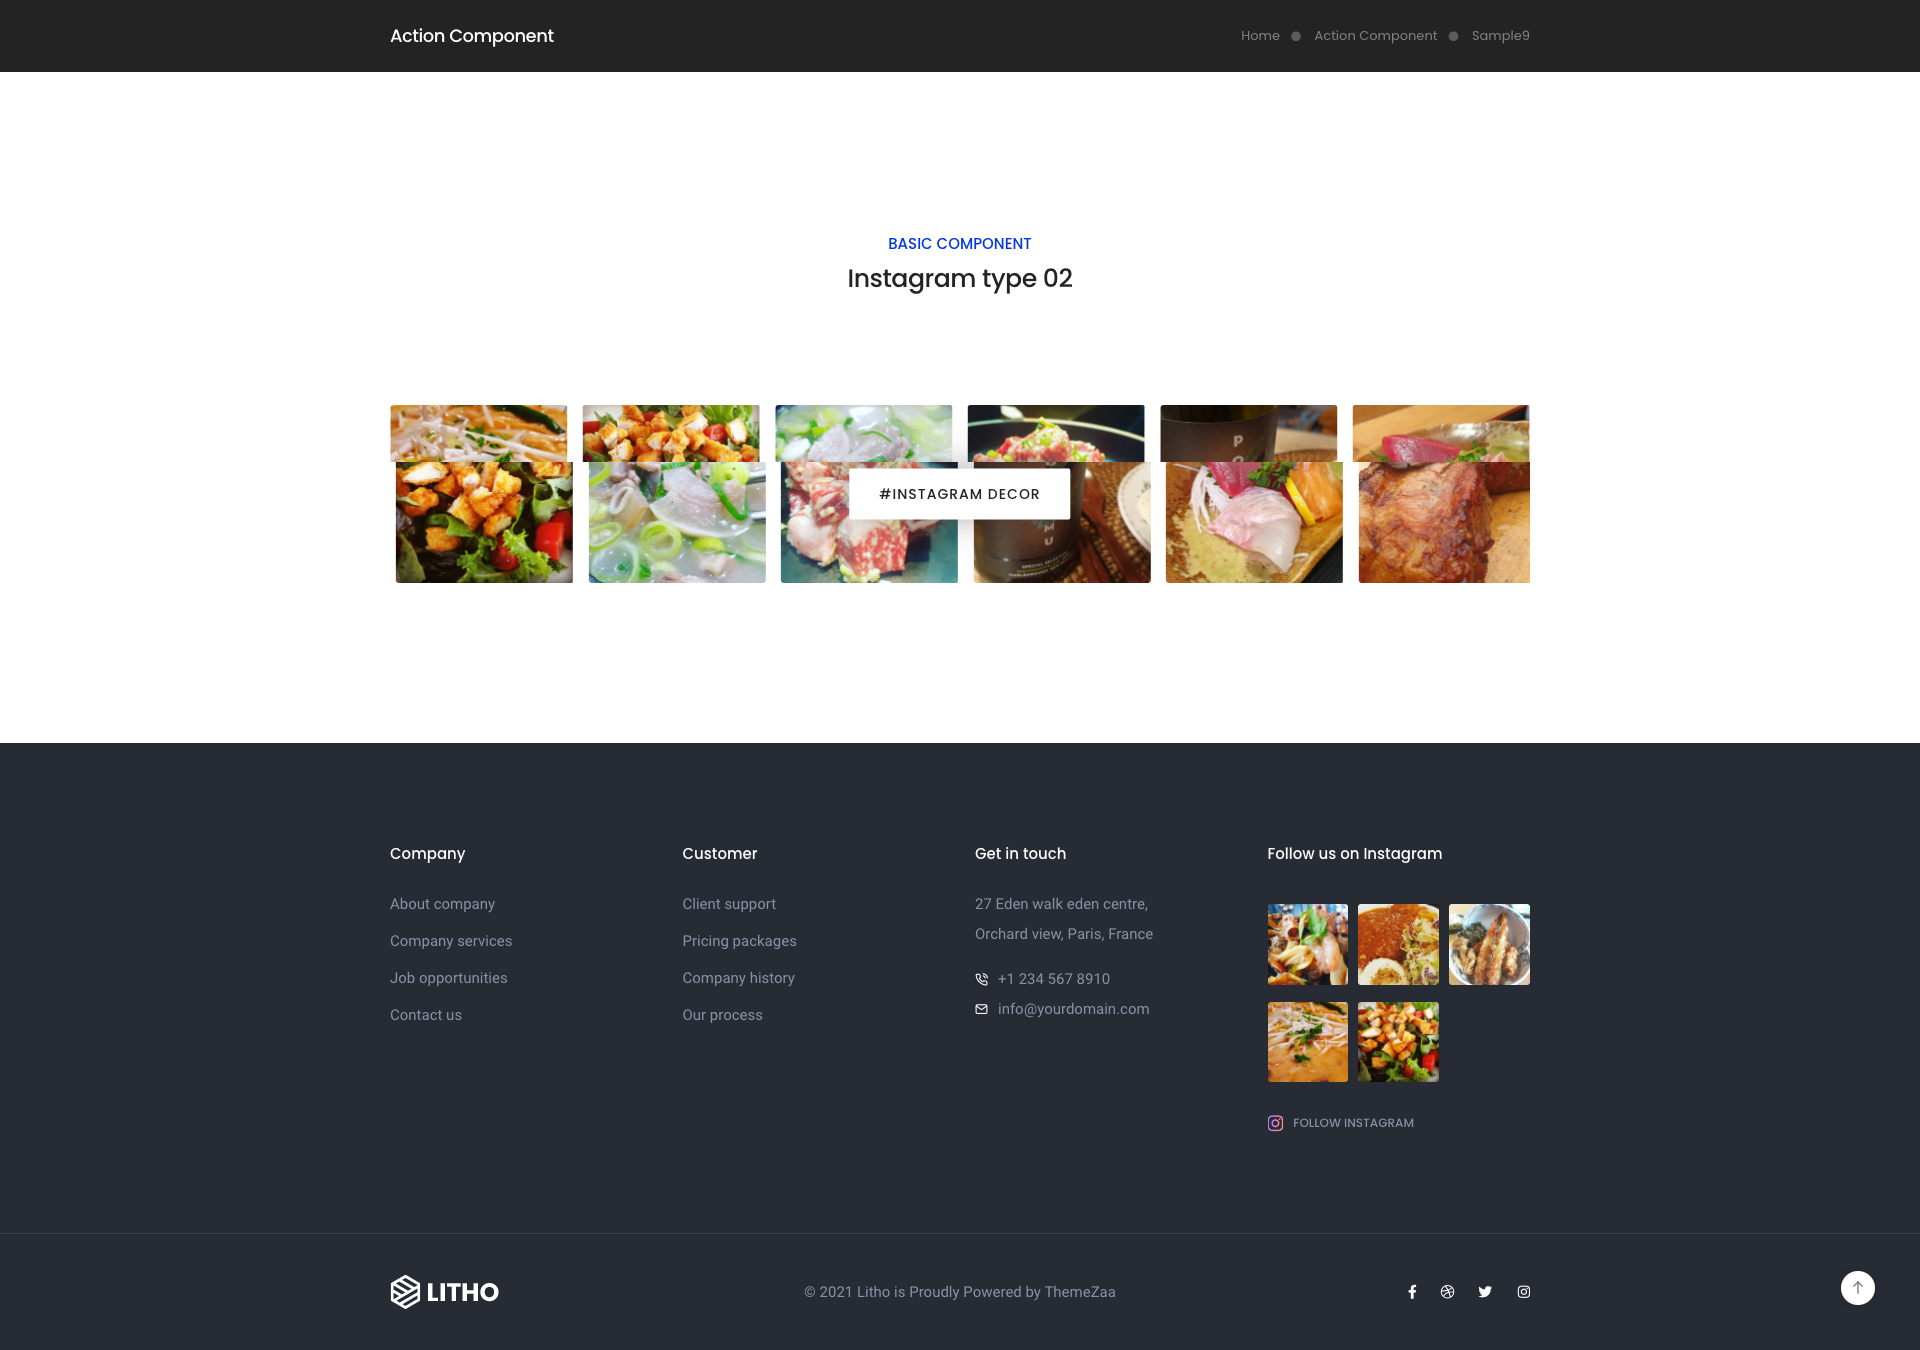 Action Component
Home
Action Component
Sample9
BASIC COMPONENT
Instagram type 02
#INSTAGRAM DECOR
Company
About company
Company services
Job opportunities
Contact us
Customer
Client support
Pricing packages
Company history
Our process
Get in touch
27 Eden walk eden centre,
Orchard view, Paris, France
+1 234 567 8910
info@yourdomain.com
Follow us on Instagram
FOLLOW INSTAGRAM
LITHO
© 2021 Litho is Proudly Powered by ThemeZaa